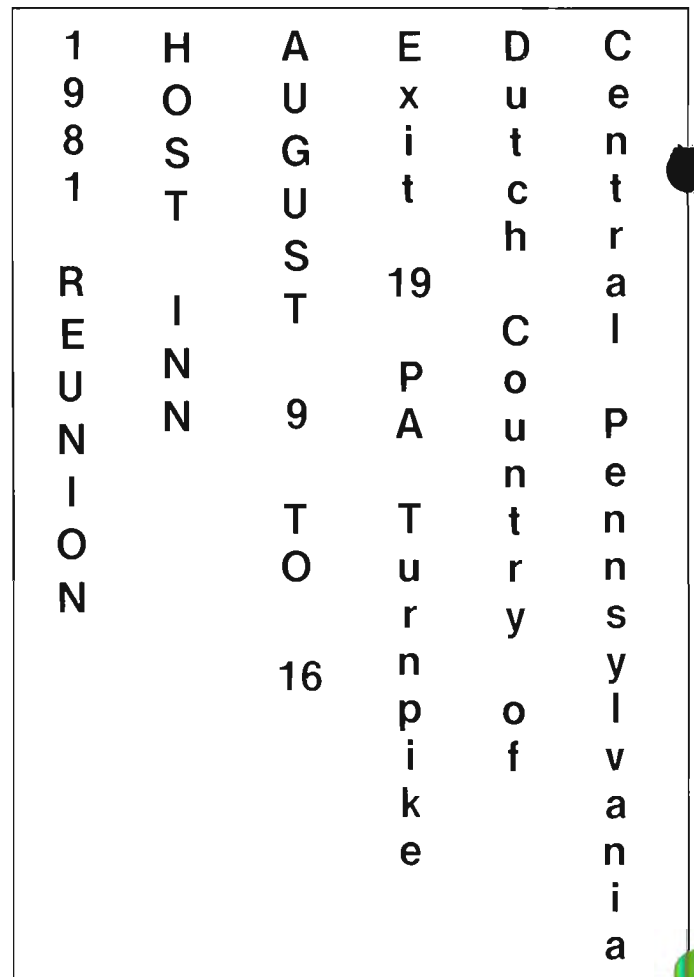 1981 REUNION
HOST INN
AUGUST 9 TO 16
Exit 19 PA Turnpike
Dutch Country of
Central Pennsylvania